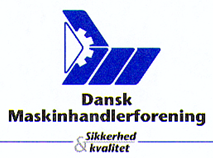 Dansk
Maskinhandlerforening
Sikkerhed
& kvalitet